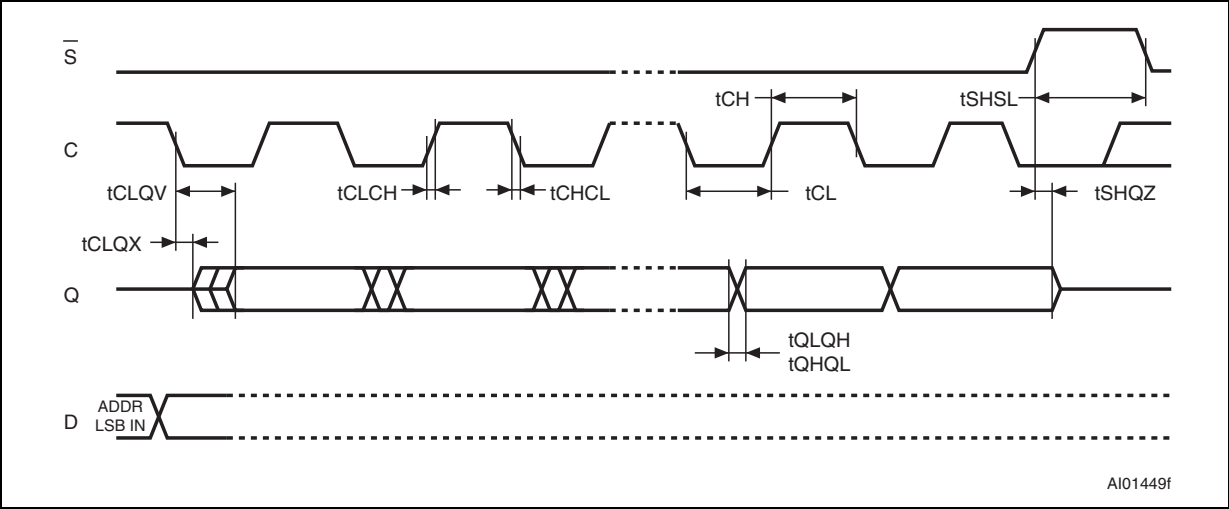 S
tCH
tSHSL
C
tCLQV
tCLCH
tCHCL
tCL
tSHQZ
tCLQX
Q
tQLQH
tQHQL
D
ADDR
LSB IN
AI01449f